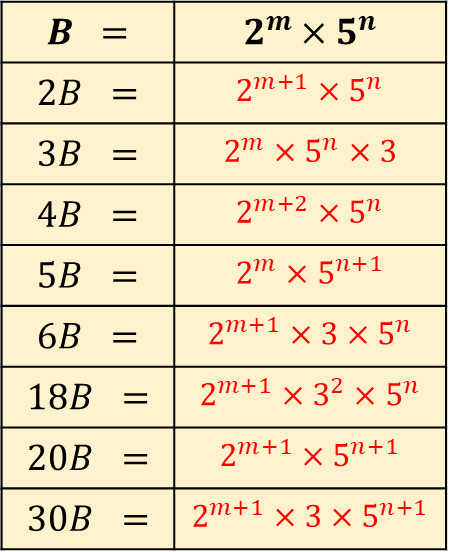 B = 2^m × 5^n
2B = 2^{m+1} × 5^n
3B = 2^m × 5^n × 3
4B = 2^{m+2} × 5^n
5B = 2^m × 5^{n+1}
6B = 2^{m+1} × 3 × 5^n
18B = 2^{m+1} × 3^2 × 5^n
20B = 2^{m+1} × 5^{n+1}
30B = 2^{m+1} × 3 × 5^{n+1}